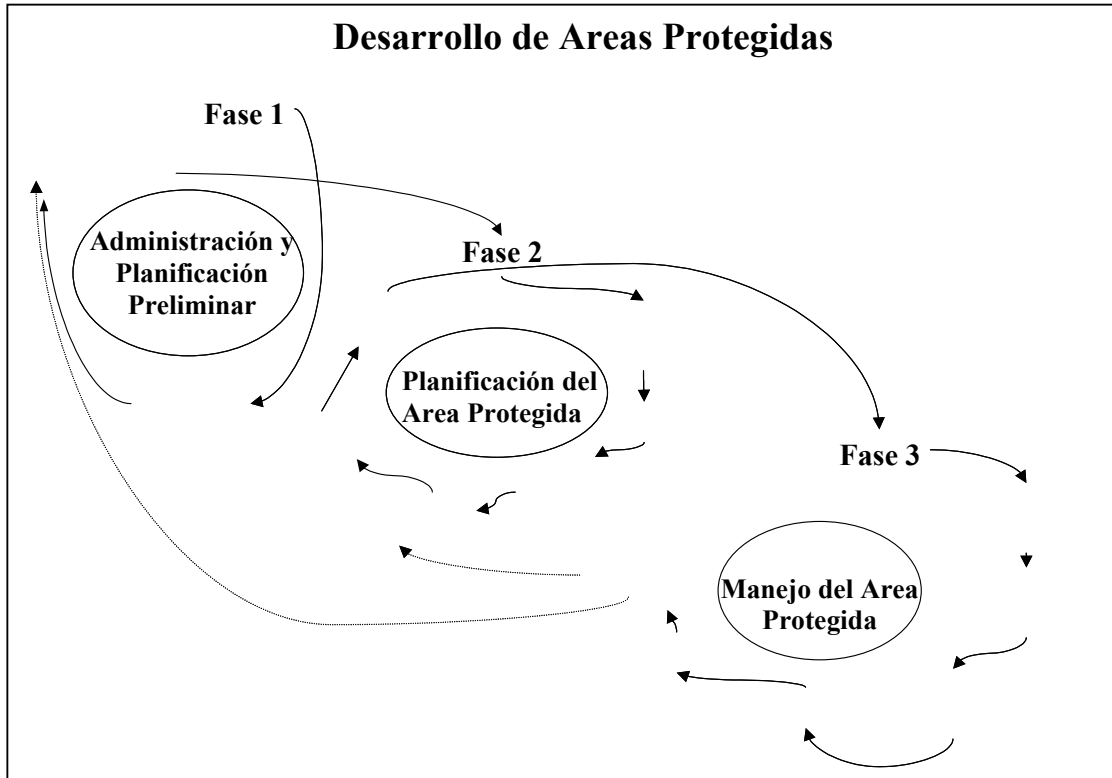 Desarrollo de Areas Protegidas
Fase 1
Administración y
Planificación
Preliminar
Fase 2
Planificación del
Area Protegida
Fase 3
Manejo del Area
Protegida